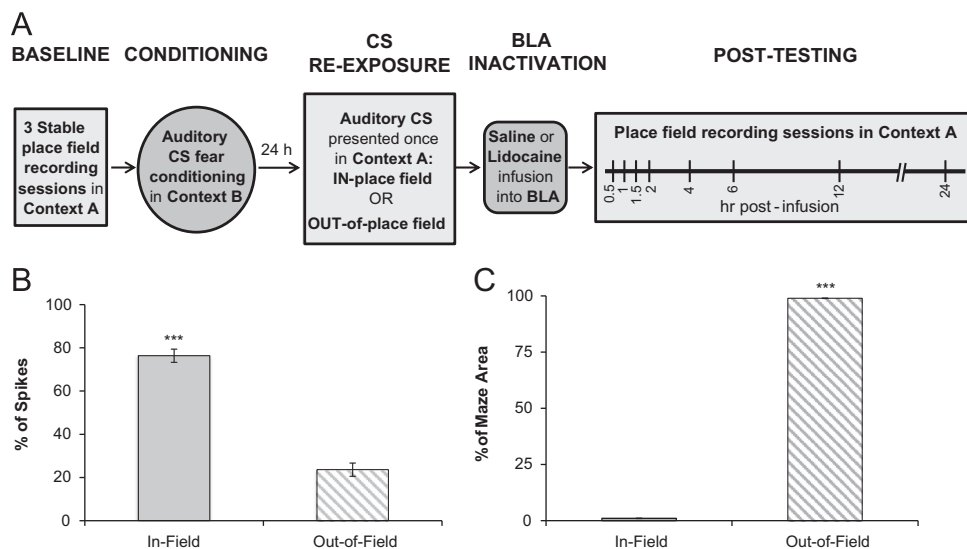 A
BASELINE
CONDITIONING
CS
RE-EXPOSURE
BLA
INACTIVATION
POST-TESTING
3 Stable
place field
recording
sessions in
Context A
Auditory
CS fear
conditioning
in Context B
24 h
Auditory CS
presented once
in Context A:
IN-place field
OR
OUT-of-place field
Saline or
Lidocaine
infusion
into BLA
Place field recording sessions in Context A
0.5
1
1.5
2
4
6
12
24
hr post-infusion
B
% of Spikes
100
80
60
40
20
0
***
In-Field
Out-of-Field
C
% of Maze Area
100
75
50
25
0
***
In-Field
Out-of-Field